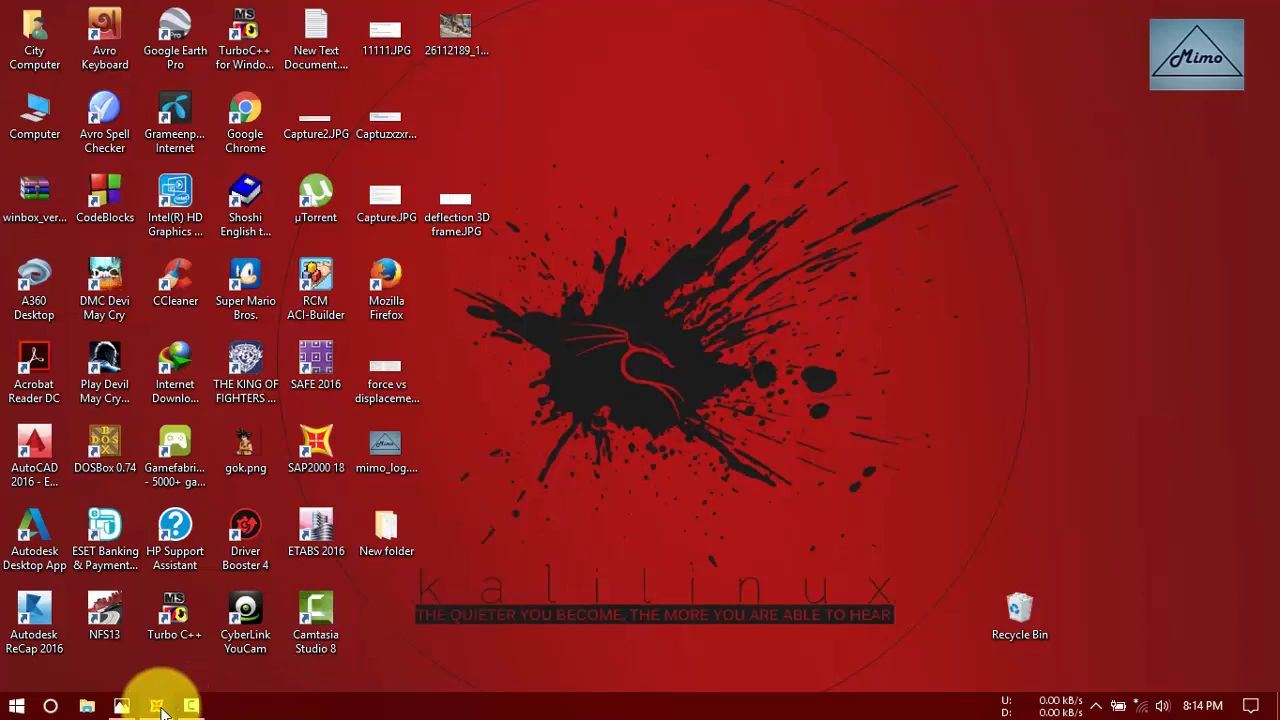 City
Computer
Avro
Keyboard
Google Earth
Pro
TurboC++
for Windo...
New Text
Document....
11111.JPG
26112189_1...
Mimo
Computer
Avro Spell
Checker
Grameenp...
Internet
Google
Chrome
Capture2.JPG
Captuzxzxr...
winbox_ver...
CodeBlocks
Intel(R) HD
Graphics ...
Shoshi
English t...
µTorrent
Capture.JPG
deflection 3D
frame.JPG
A360
Desktop
DMC Devi
May Cry
CCleaner
Super Mario
Bros.
RCM
ACI-Builder
Mozilla
Firefox
Acrobat
Reader DC
Play Devil
May Cry...
Internet
Downlo...
THE KING OF
FIGHTERS ...
SAFE 2016
force vs
displaceme...
AutoCAD
2016 - E...
DOSBox 0.74
Gamefabri...
- 5000+ ga...
gok.png
SAP2000 18
mimo_log....
Autodesk
Desktop App
ESET Banking
& Payment...
HP Support
Assistant
Driver
Booster 4
ETABS 2016
New folder
Autodesk
ReCap 2016
NFS13
Turbo C++
CyberLink
YouCam
Camtasia
Studio 8
kalilinux
THE QUIETER YOU BECOME, THE MORE YOU ARE ABLE TO HEAR
Recycle Bin
U: 0.00 kB/s
D: 0.00 kB/s
8:14 PM